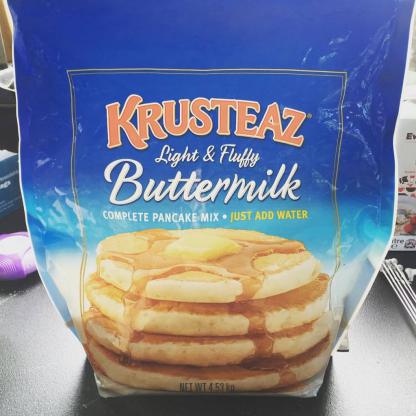 KRUSTEAZ®
Light & Fluffy
Buttermilk
COMPLETE PANCAKE MIX • JUST ADD WATER
NET WT 4.53 kg